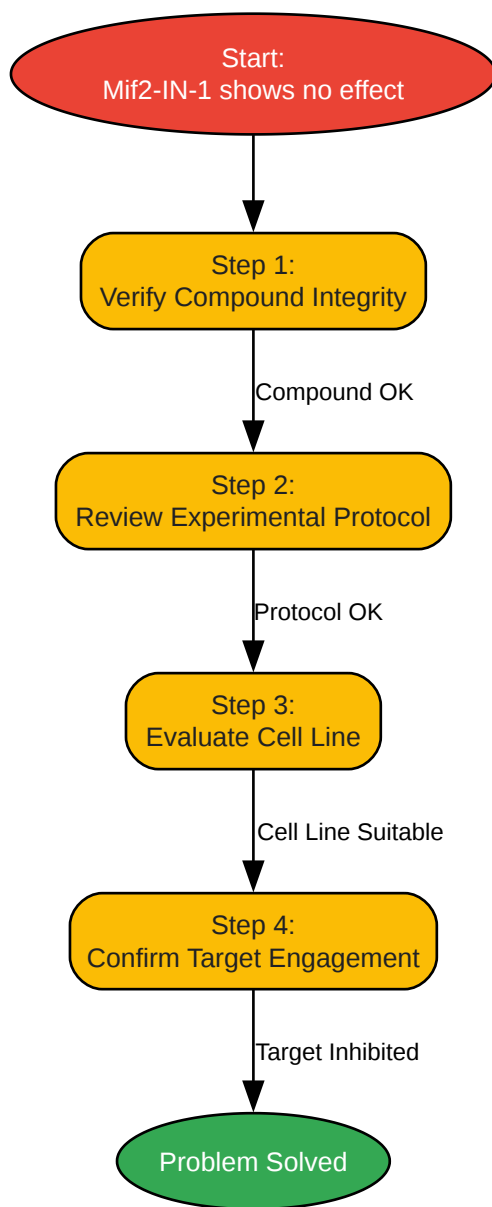 Start:
Mif2-IN-1 shows no effect
Step 1:
Verify Compound Integrity
Compound OK
Step 2:
Review Experimental Protocol
Protocol OK
Step 3:
Evaluate Cell Line
Cell Line Suitable
Step 4:
Confirm Target Engagement
Target Inhibited
Problem Solved